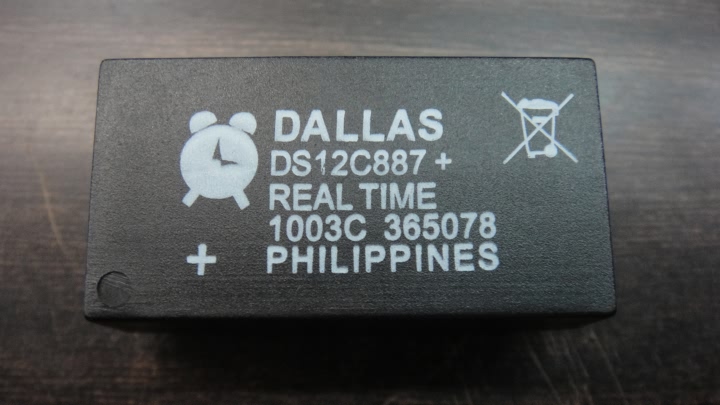 DALLAS
DS12C887 +
REAL TIME
1003C 365078
+ PHILIPPINES